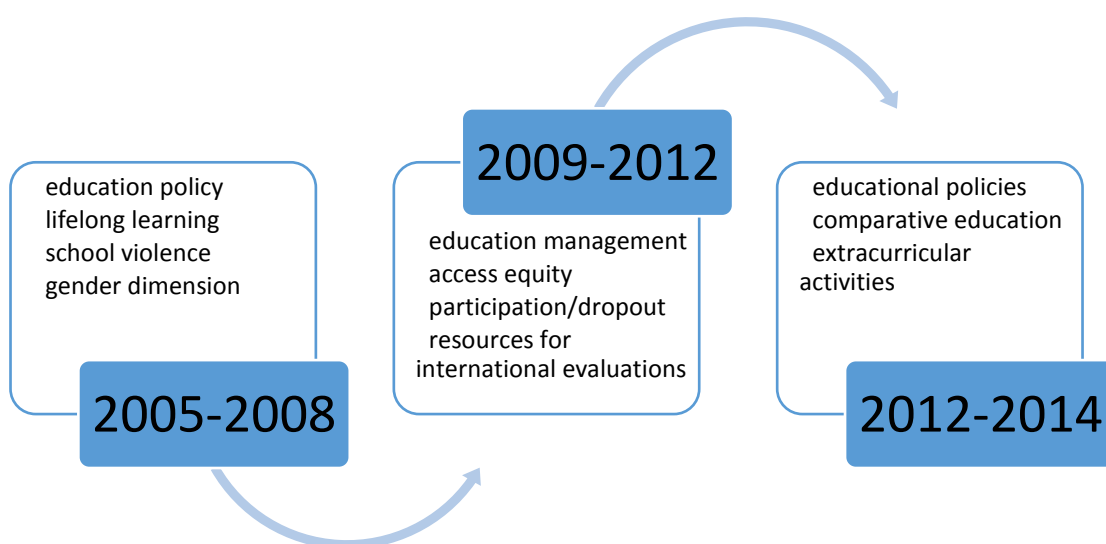 education policy
lifelong learning
school violence
gender dimension
2005-2008
2009-2012
education management
access equity
participation/dropout
resources for
international evaluations
educational policies
comparative education
extracurricular
activities
2012-2014